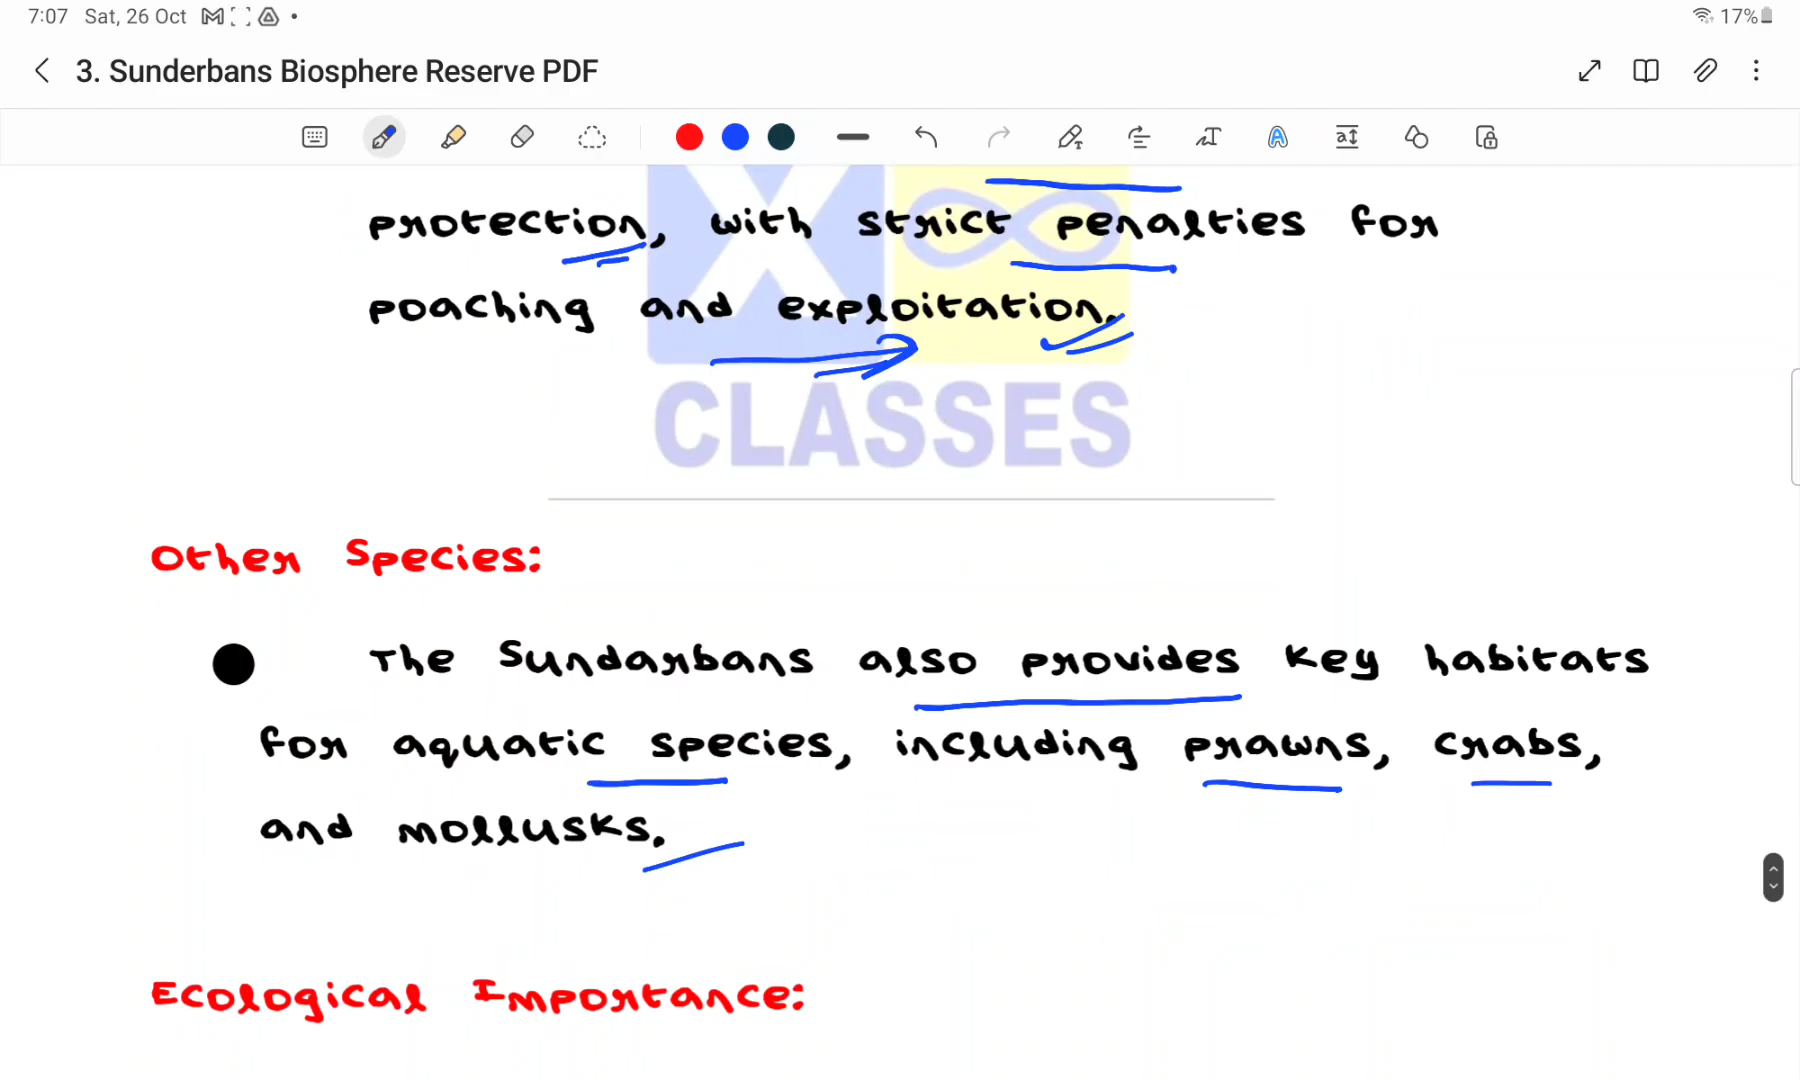 7:07 Sat, 26 Oct
17%
3. Sunderbans Biosphere Reserve PDF
protection, with strict penalties for
poaching and exploitation.
X
CLASSES
Other Species:
The Sundarbans also provides key habitats
for aquatic species, including prawns, crabs,
and mollusks.
Ecological Importance: